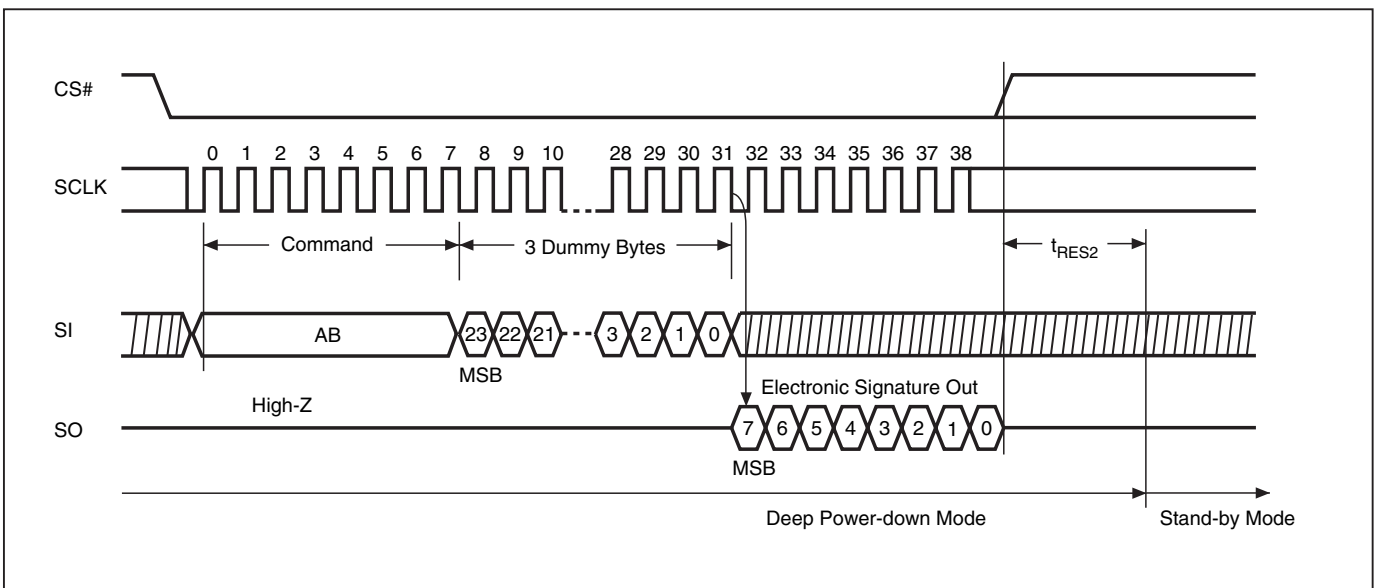 CS#
0 1 2 3 4 5 6 7 8 9 10 28 29 30 31 32 33 34 35 36 37 38
SCLK
Command 3 Dummy Bytes tRES2
SI AB 23 22 21 3 2 1 0
MSB
Electronic Signature Out
High-Z
SO 7 6 5 4 3 2 1 0
MSB
Deep Power-down Mode Stand-by Mode